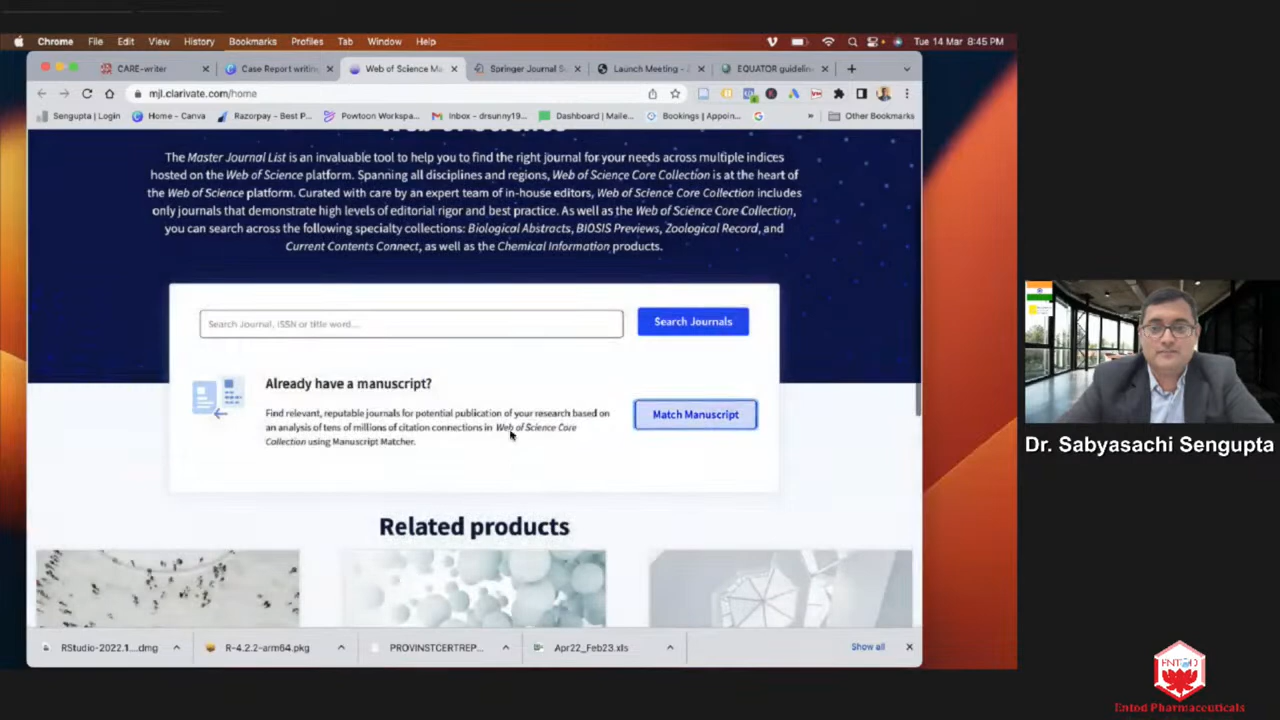 Chrome File Edit View History Bookmarks Profiles Tab Window Help Tue 14 Mar 8:45 PM
CARE-writer Case Report writing Web of Science Ma Springer Journal S Launch Meeting - EQUATOR guidelin
mjl.clarivate.com/home
Sengupta | Login Home - Canva Razorpay - Best P... Powtoon Workspa... Inbox - drsunny19... Dashboard | Maile... Bookings | Appoin... » Other Bookmarks
The Master Journal List is an invaluable tool to help you to find the right journal for your needs across multiple indices
hosted on the Web of Science platform. Spanning all disciplines and regions, Web of Science Core Collection is at the heart of
the Web of Science platform. Curated with care by an expert team of in-house editors, Web of Science Core Collection includes
only journals that demonstrate high levels of editorial rigor and best practice. As well as the Web of Science Core Collection,
you can search across the following specialty collections: Biological Abstracts, BIOSIS Previews, Zoological Record, and
Current Contents Connect, as well as the Chemical Information products.
Search Journal, ISSN or title word... Search Journals
Already have a manuscript?
Find relevant, reputable journals for potential publication of your research based on
an analysis of tens of millions of citation connections in Web of Science Core
Collection using Manuscript Matcher.
Match Manuscript
Related products
RStudio-2022.1....dmg R-4.2.2-arm64.pkg PROVINSTCERTREP... Apr22_Feb23.xls Show all
Dr. Sabyasachi Sengupta
ENTOD
Entod Pharmaceuticals